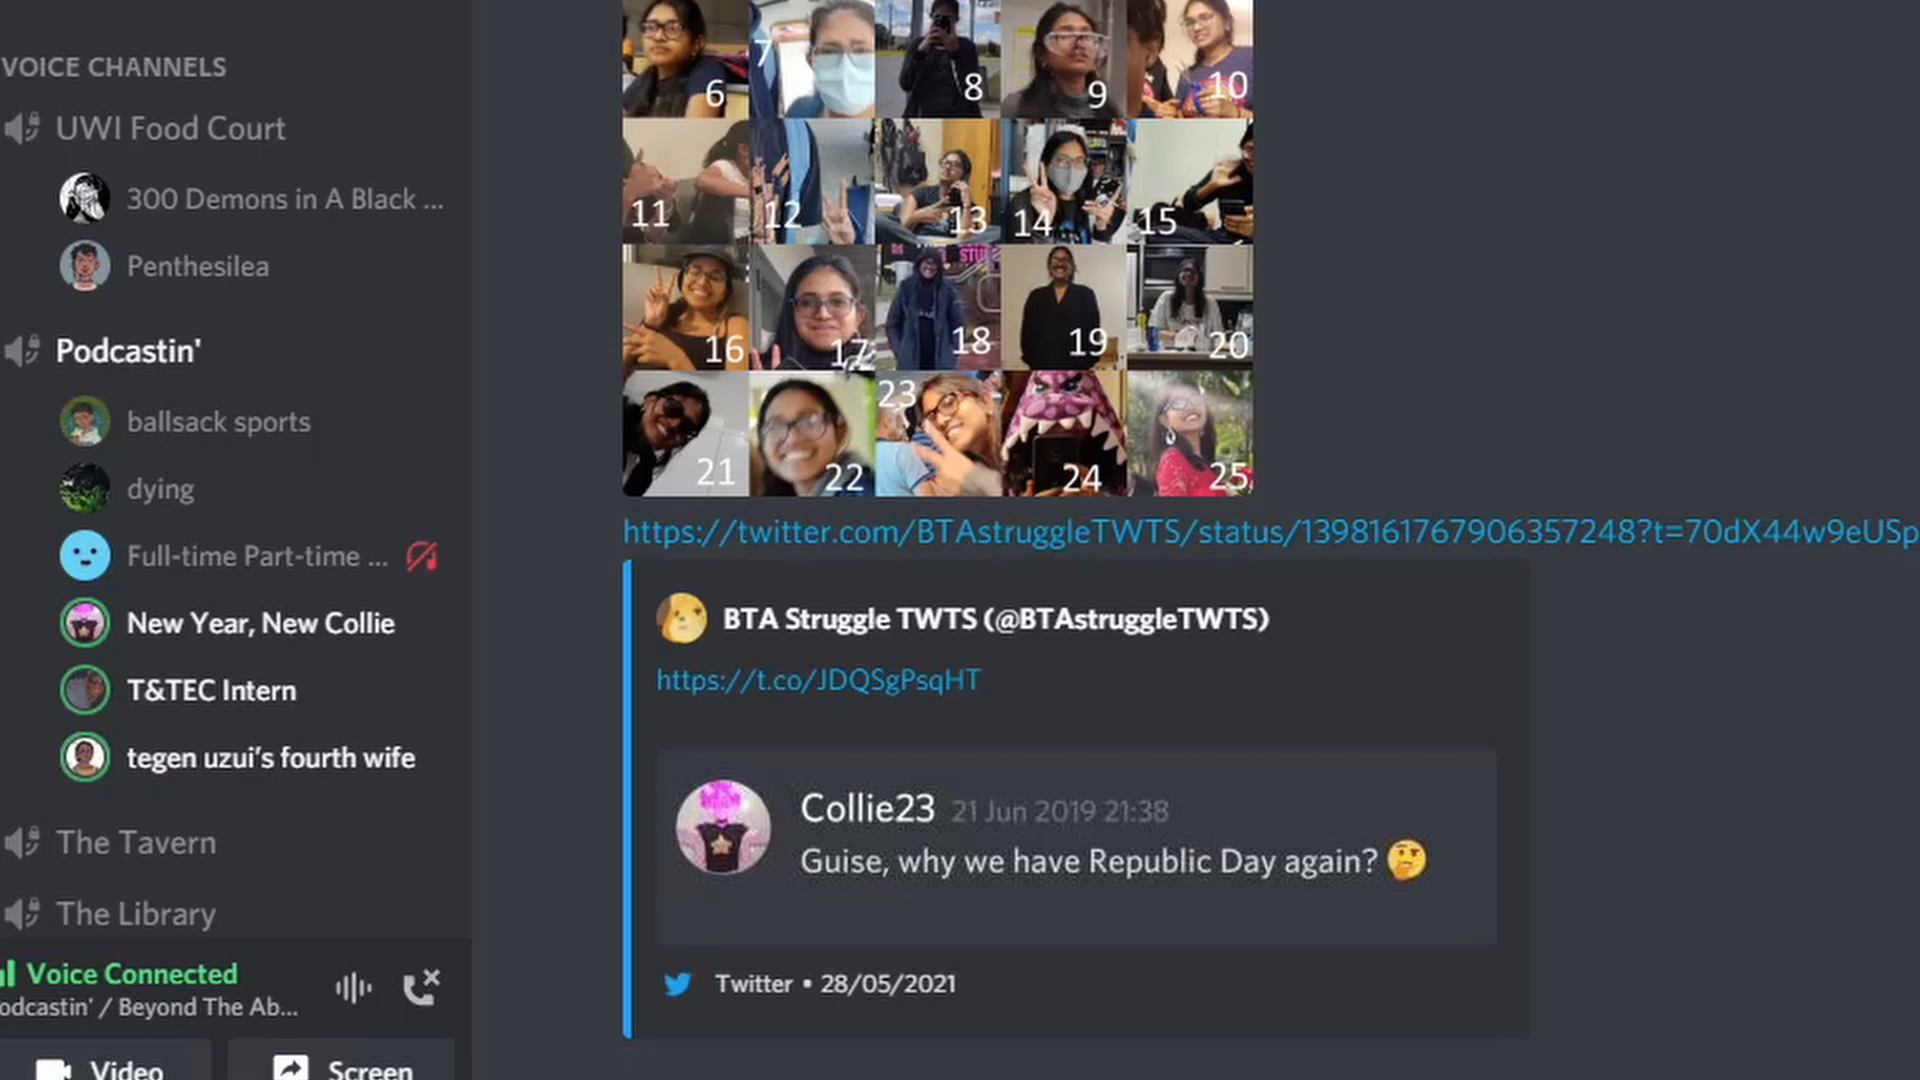 VOICE CHANNELS
UWI Food Court
300 Demons in A Black ...
Penthesilea
Podcastin'
ballsack sports
dying
Full-time Part-time ...
New Year, New Collie
T&TEC Intern
tegen uzui's fourth wife
The Tavern
The Library
Voice Connected
odcastin' / Beyond The Ab...
Video
Screen
6
7
8
9
10
11
12
13
14
15
16
17
18
19
20
21
22
23
24
25
https://twitter.com/BTAstruggleTWTS/status/1398161767906357248?t=70dX44w9eUSp
BTA Struggle TWTS (@BTAstruggleTWTS)
https://t.co/JDQSgPsqHT
Collie23 21 Jun 2019 21:38
Guise, why we have Republic Day again? 🤔
Twitter • 28/05/2021